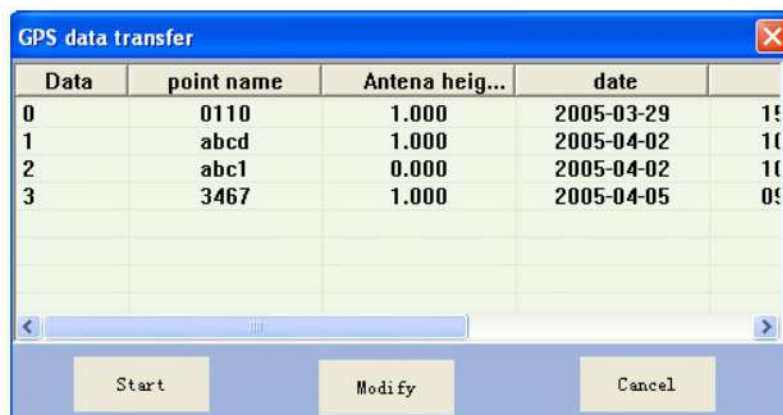 GPS data transfer
Data point name Antena heig... date
0 0110 1.000 2005-03-29
1 abcd 1.000 2005-04-02
2 abc1 0.000 2005-04-02
3 3467 1.000 2005-04-05
Start Modify Cancel